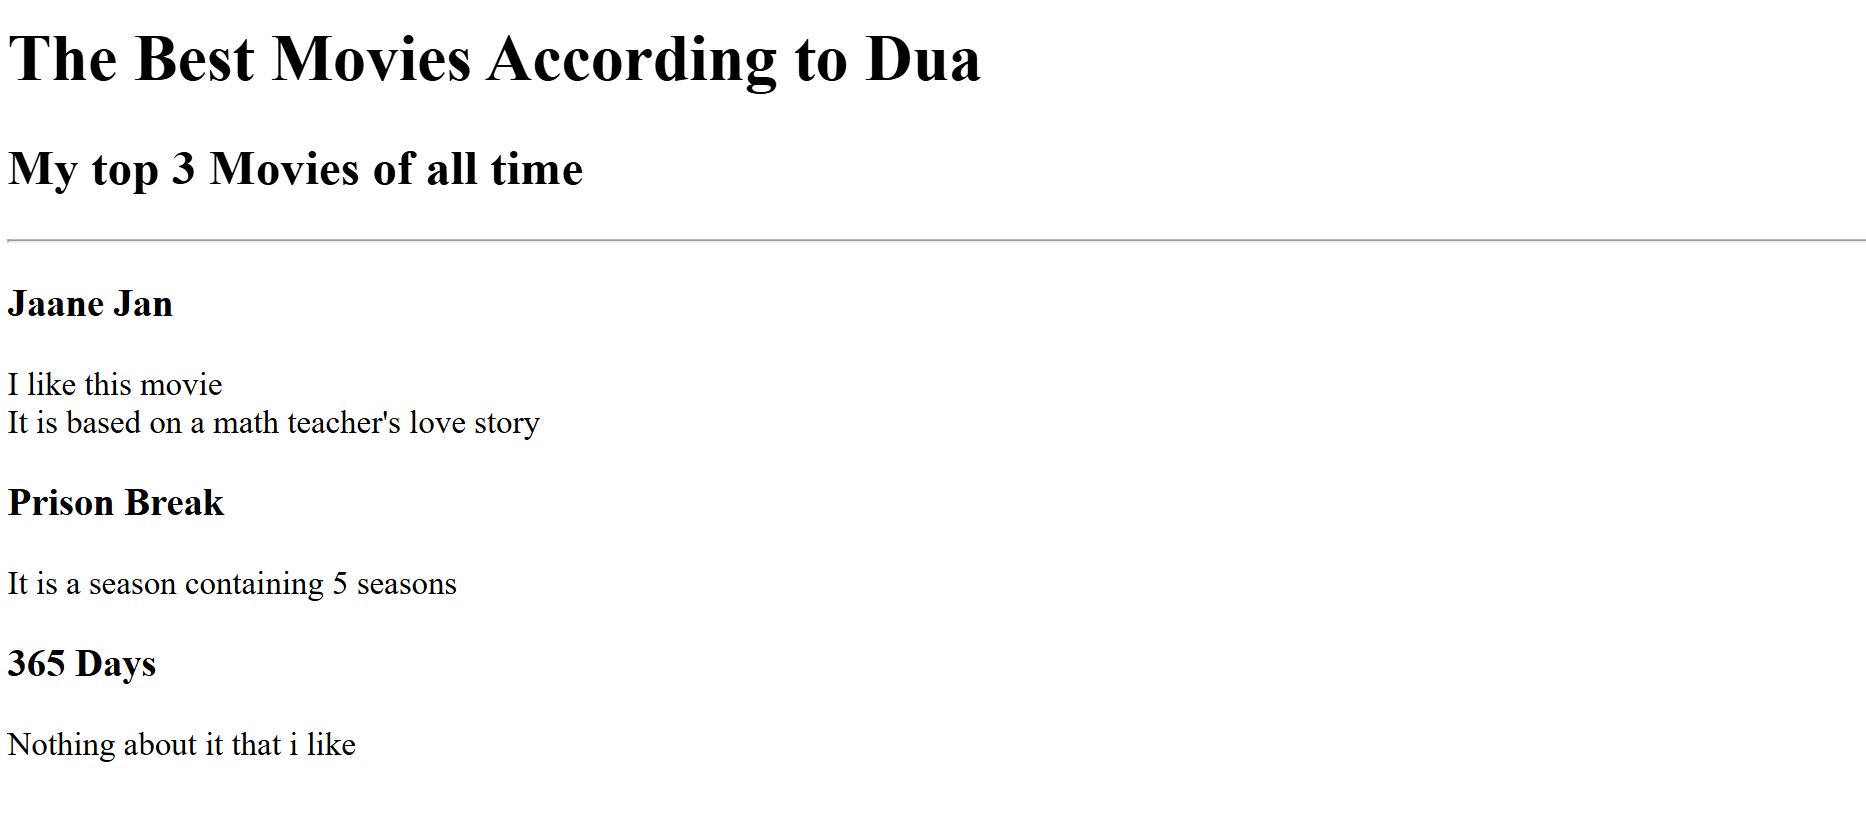 The Best Movies According to Dua
My top 3 Movies of all time
Jaane Jan
I like this movie
It is based on a math teacher's love story
Prison Break
It is a season containing 5 seasons
365 Days
Nothing about it that i like